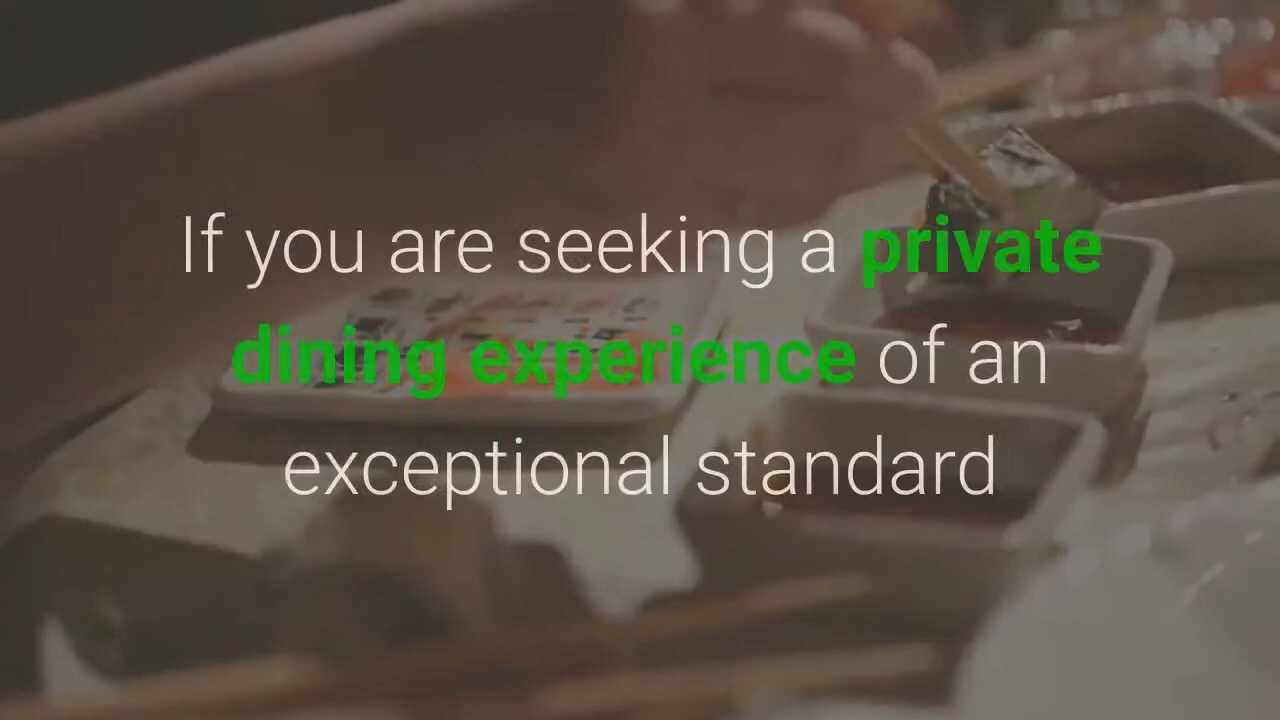 If you are seeking a private
dining experience of an
exceptional standard